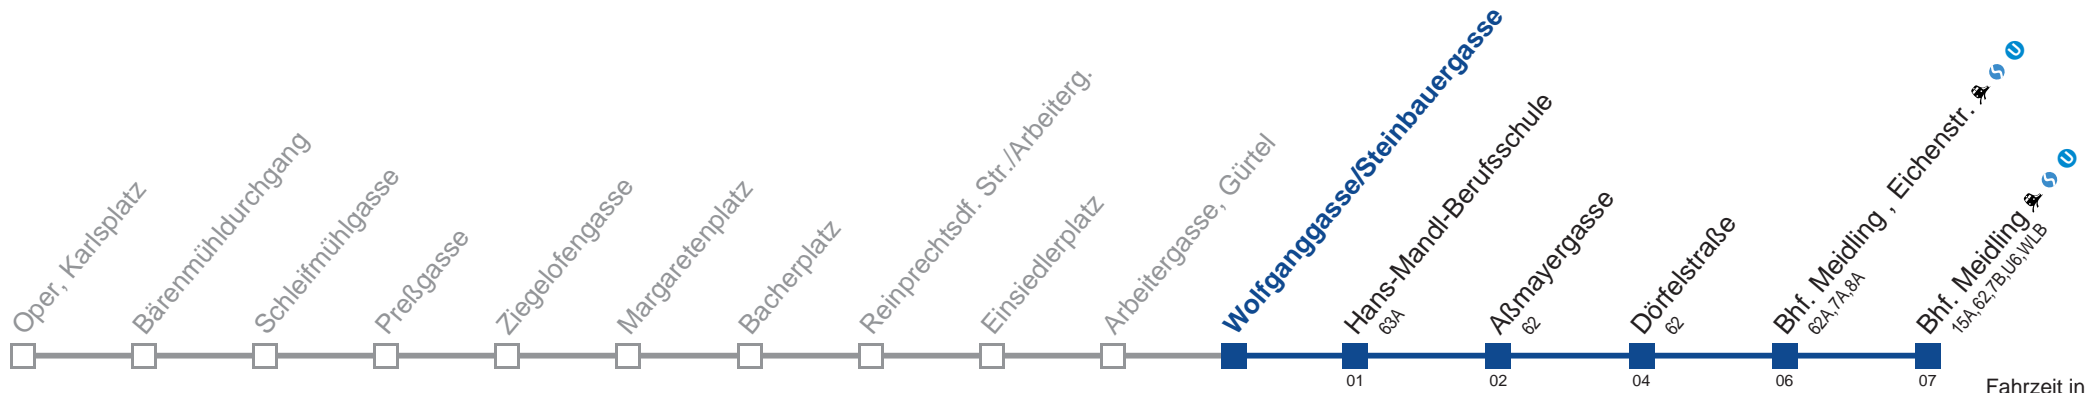 Oper, Karlsplatz
Bärenmühldurchgang
Schleifmühlgasse
Preßgasse
Ziegelofengasse
Margaretenplatz
Bacherplatz
Reinprechtsdf. Str./Arbeiterg.
Einsiedlerplatz
Arbeitergasse, Gürtel
Wolfganggasse/Steinbauergasse
Hans-Mandl-Berufsschule
63A
Aßmayergasse
62
Dörfelstraße
62
Bhf. Meidling , Eichenstr.
62A,7A,8A
Bhf. Meidling
15A,62,7B,U6,WLB
01
02
04
06
07
Fahrzeit in